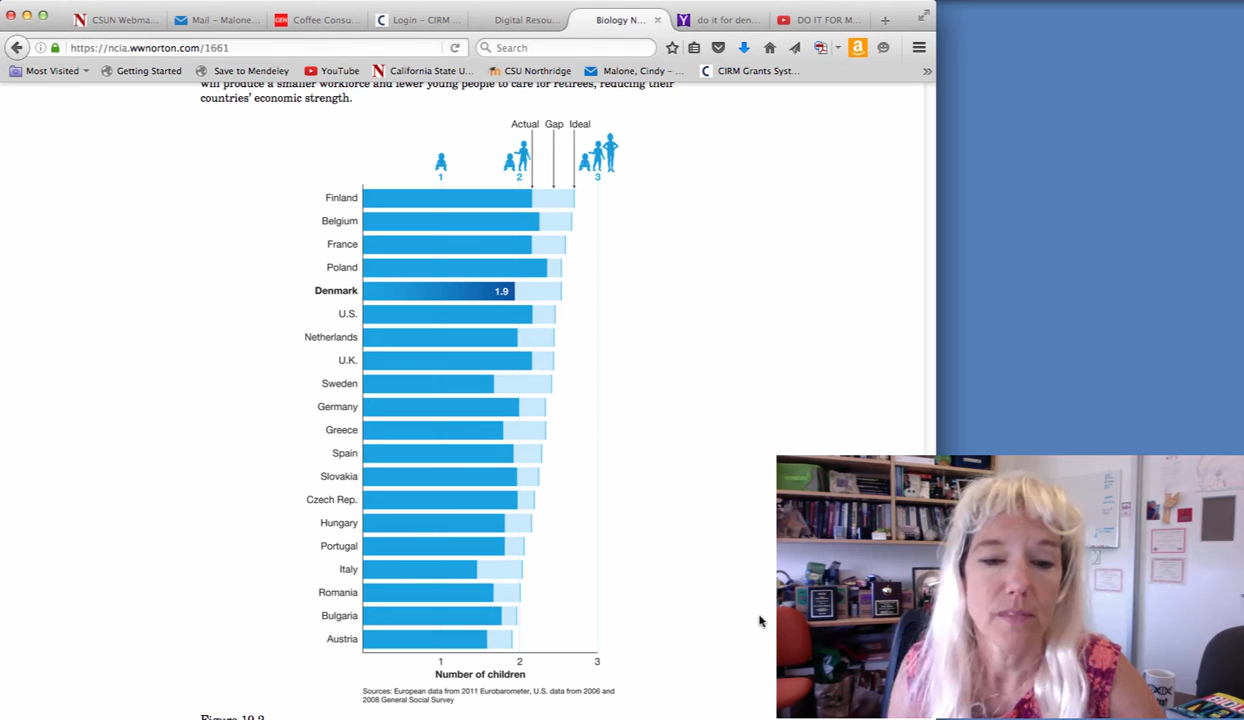 CSUN Webma...
Mail – Malone...
GEN Coffee Consu...
Login – CIRM ...
Digital Resou...
Biology N...
do it for den...
DO IT FOR M...
https://ncia.wwnorton.com/1661
Search
Most Visited
Getting Started
Save to Mendeley
YouTube
California State U...
CSU Northridge
Malone, Cindy – ...
CIRM Grants Syst...
will produce a smaller workforce and fewer young people to care for retirees, reducing their
countries' economic strength.
Actual Gap Ideal
1 2 3
Finland
Belgium
France
Poland
Denmark 1.9
U.S.
Netherlands
U.K.
Sweden
Germany
Greece
Spain
Slovakia
Czech Rep.
Hungary
Portugal
Italy
Romania
Bulgaria
Austria
1 2 3
Number of children
Sources: European data from 2011 Eurobarometer, U.S. data from 2006 and
2008 General Social Survey
Figure 19.2